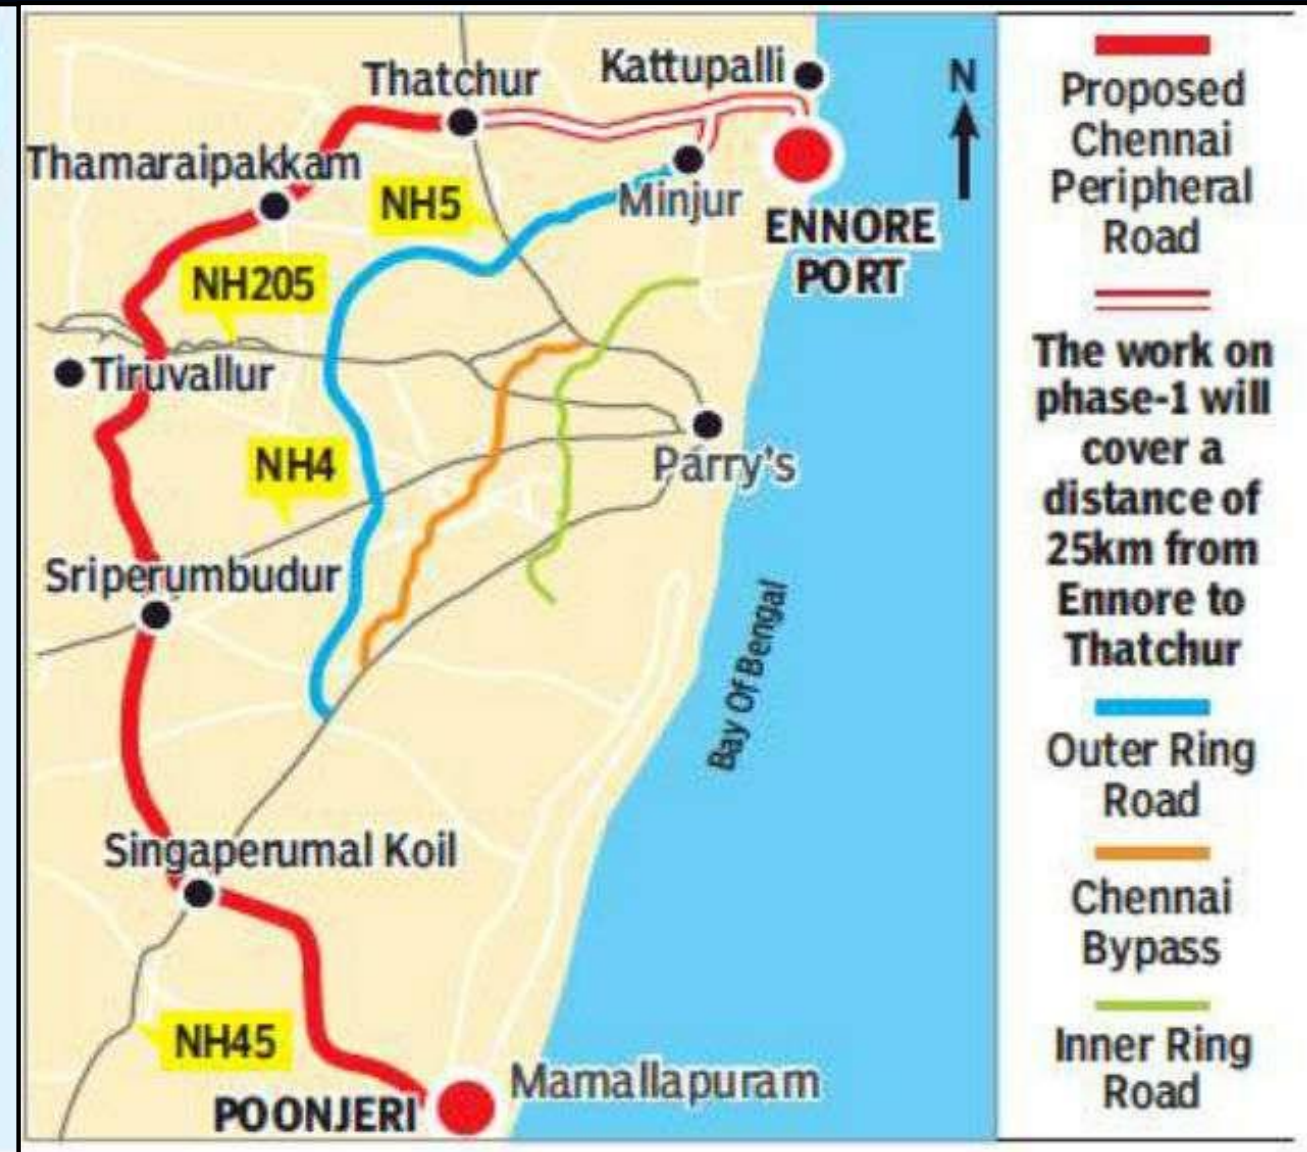 Thatchur
Kattupalli
N
Thamaraipakkam
NH5
Minjur
ENNORE
PORT
NH205
Tiruvallur
NH4
Parry's
Sriperumbudur
Bay Of Bengal
Singaperumal Koil
NH45
POONJERI
Mamallapuram
Proposed
Chennai
Peripheral
Road
The work on
phase-1 will
cover a
distance of
25km from
Ennore to
Thatchur
Outer Ring
Road
Chennai
Bypass
Inner Ring
Road